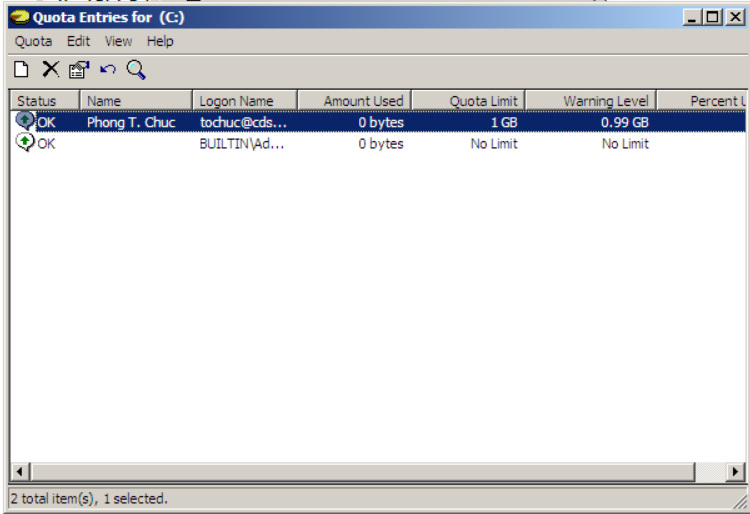 Quota Entries for (C:)
Quota Edit View Help
Status Name Logon Name Amount Used Quota Limit Warning Level Percent U
OK Phong T. Chuc tochuc@cds... 0 bytes 1 GB 0.99 GB
OK BUILTIN\Ad... 0 bytes No Limit No Limit
2 total item(s), 1 selected.